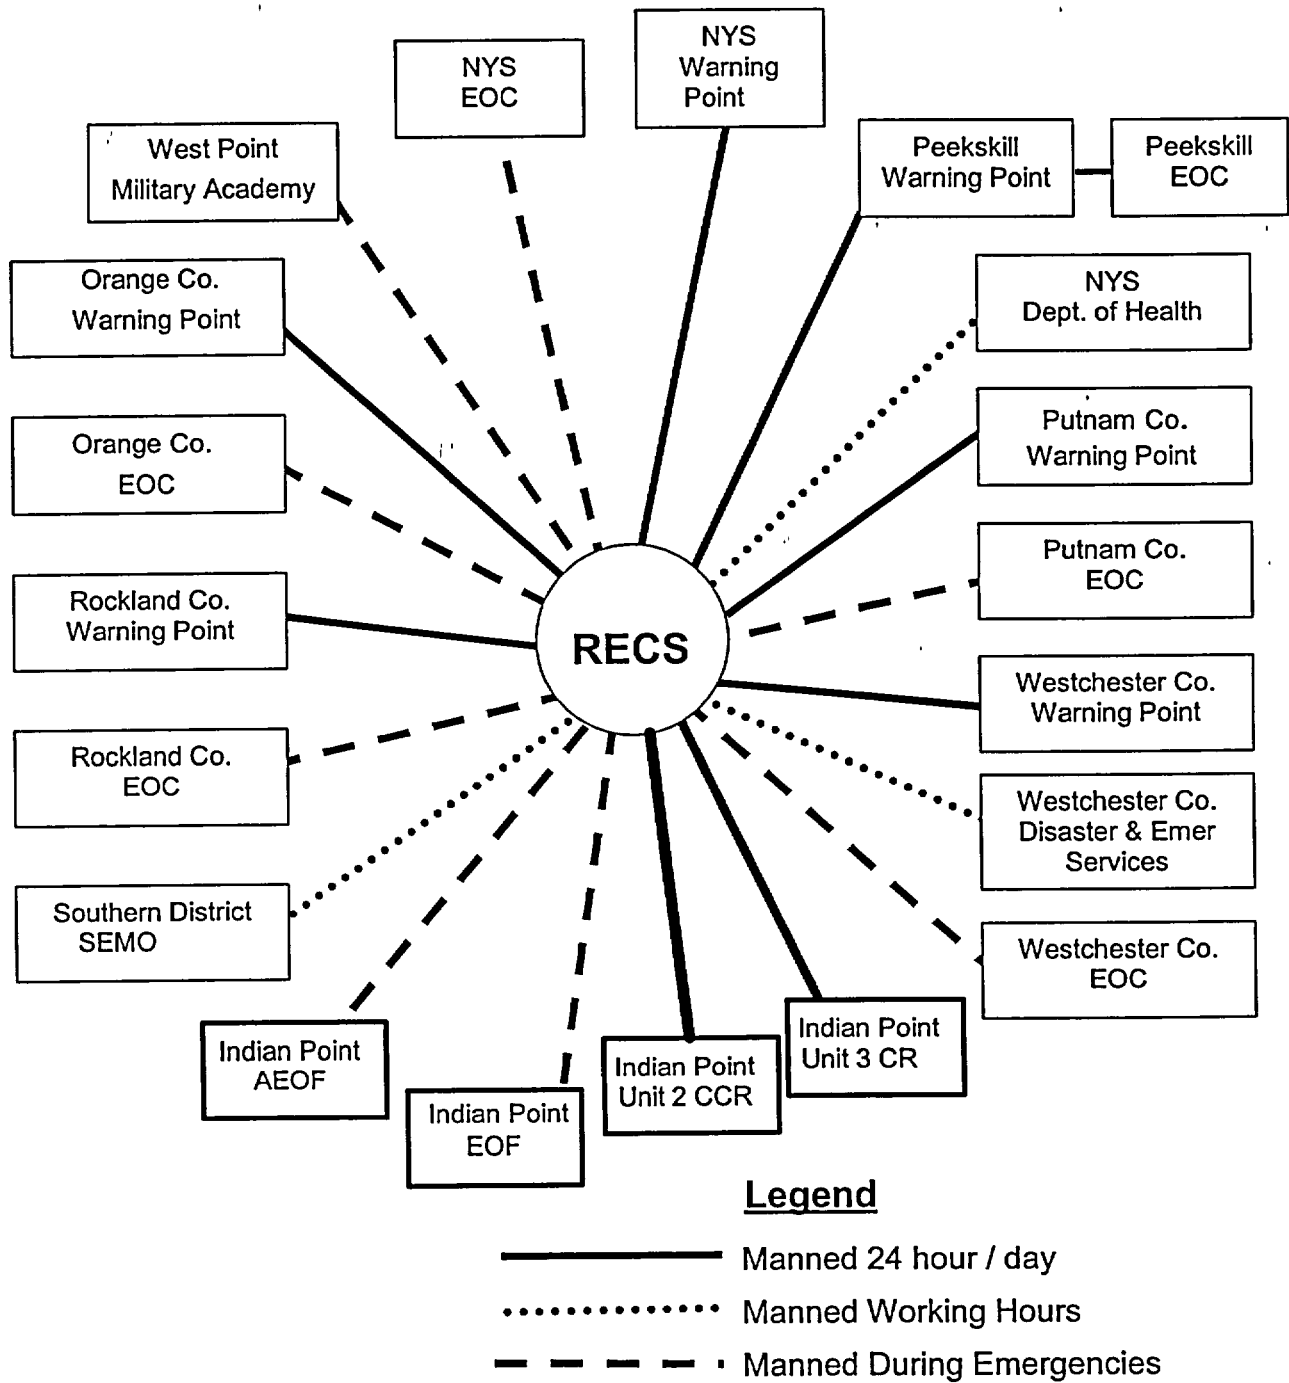 NYS
EOC
NYS
Warning
Point
West Point
Military Academy
Peekskill
Warning Point
Peekskill
EOC
Orange Co.
Warning Point
NYS
Dept. of Health
Orange Co.
EOC
Putnam Co.
Warning Point
Rockland Co.
Warning Point
Putnam Co.
EOC
RECS
Rockland Co.
EOC
Westchester Co.
Warning Point
Westchester Co.
Disaster & Emer
Services
Southern District
SEMO
Westchester Co.
EOC
Indian Point
AEOF
Indian Point
EOF
Indian Point
Unit 2 CCR
Indian Point
Unit 3 CR
Legend
Manned 24 hour / day
Manned Working Hours
Manned During Emergencies